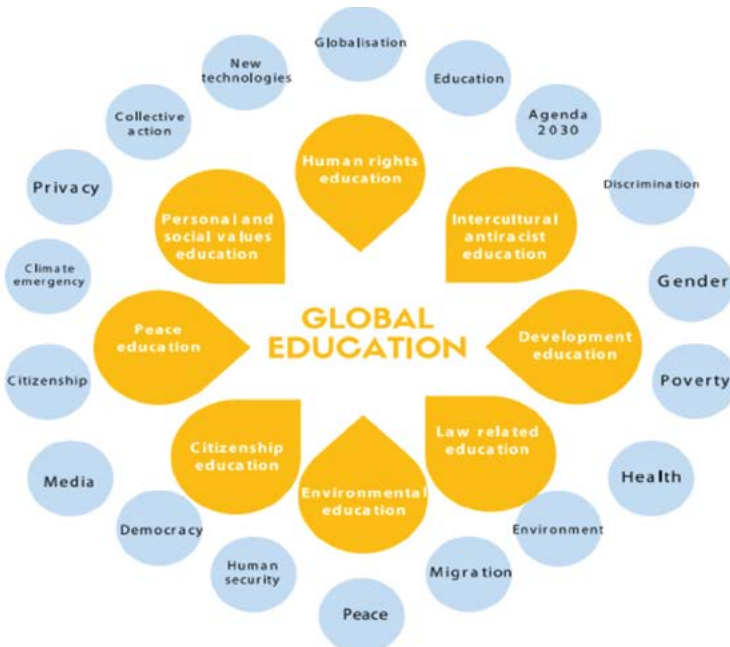 Globalisation
New
technologies
Education
Collective
action
Agenda
2030
Privacy
Discrimination
Human rights
education
Personal and
social values
education
Intercultural
antiracist
education
Climate
emergency
Gender
GLOBAL
EDUCATION
Peace
education
Development
education
Citizenship
Poverty
Citizenship
education
Law related
education
Media
Health
Environmental
education
Democracy
Environment
Human
security
Migration
Peace